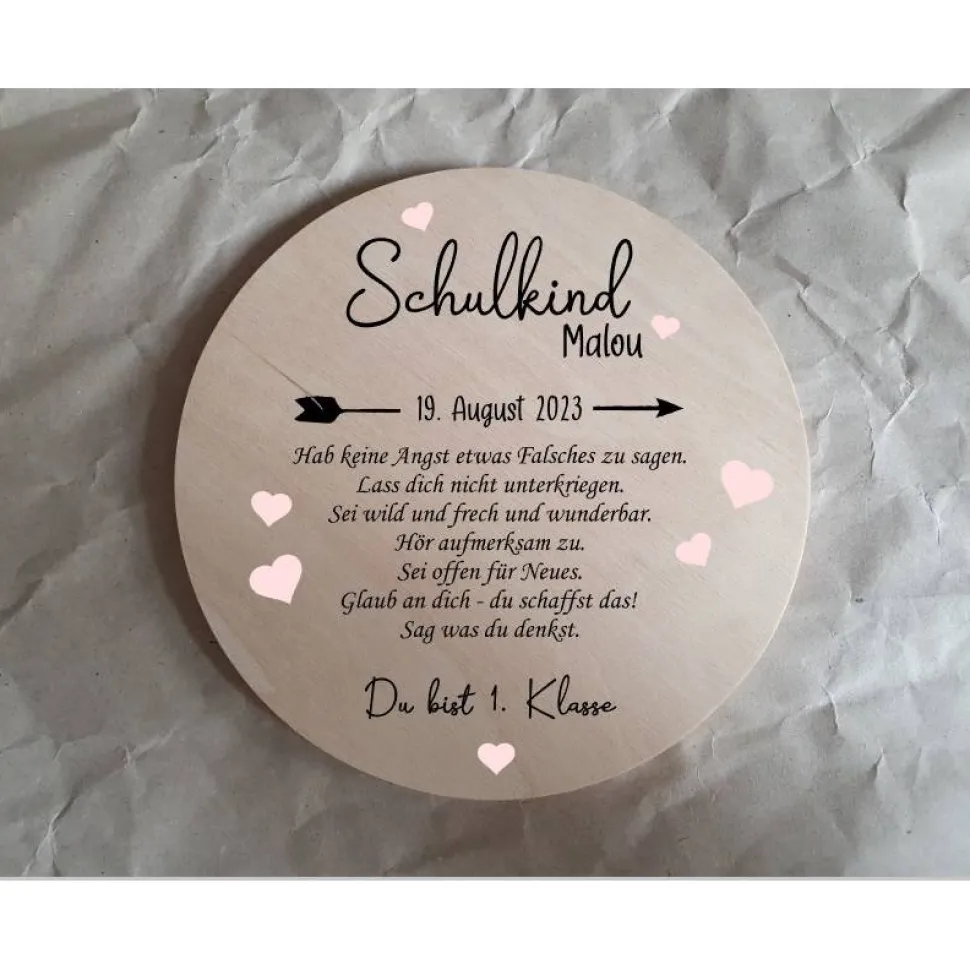 Schulkind
Malou
19. August 2023
Hab keine Angst etwas Falsches zu sagen.
Lass dich nicht unterkriegen.
Sei wild und frech und wunderbar.
Hör aufmerksam zu.
Sei offen für Neues.
Glaub an dich - du schaffst das!
Sag was du denkst.
Du bist 1. Klasse